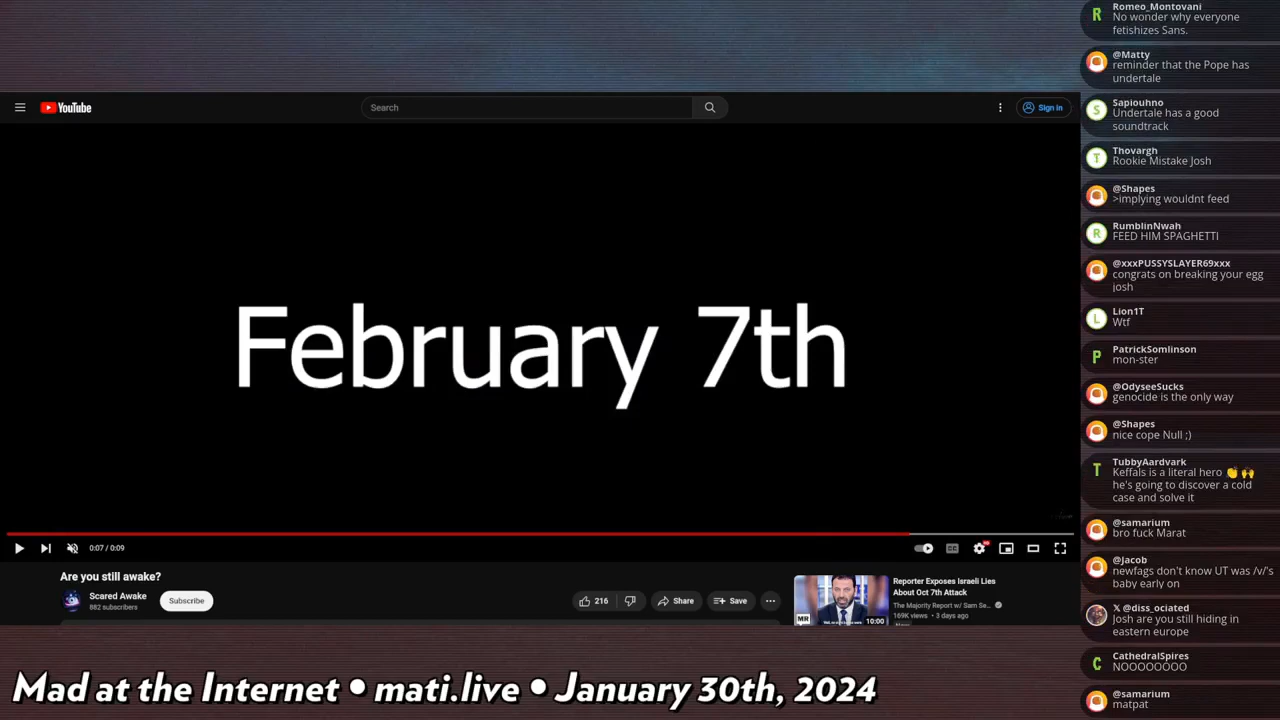 YouTube
Search
Sign in
February 7th
0:07 / 0:09
Are you still awake?
Scared Awake
882 subscribers
Subscribe
216
Share
Save
MR
10:00
Reporter Exposes Israeli Lies
About Oct 7th Attack
The Majority Report w/ Sam Se...
169K views • 3 days ago
New
Mad at the Internet • mati.live • January 30th, 2024
R
Romeo_Montovani
No wonder why everyone
fetishizes Sans.
@Matty
reminder that the Pope has
undertale
S
Sapiouhno
Undertale has a good
soundtrack
T
Thovargh
Rookie Mistake Josh
@Shapes
>implying wouldnt feed
R
RumblinNwah
FEED HIM SPAGHETTI
@xxxPUSSYSLAYER69xxx
congrats on breaking your egg
josh
L
Lion1T
Wtf
P
PatrickSomlinson
mon-ster
@OdyseeSucks
genocide is the only way
@Shapes
nice cope Null ;)
T
TubbyAardvark
Keffals is a literal hero 👏 🙌
he's going to discover a cold
case and solve it
@samarium
bro fuck Marat
@Jacob
newfags don't know UT was /v/'s
baby early on
𝕏 @diss_ociated
Josh are you still hiding in
eastern europe
C
CathedralSpires
NOOOOOOO
@samarium
matpat